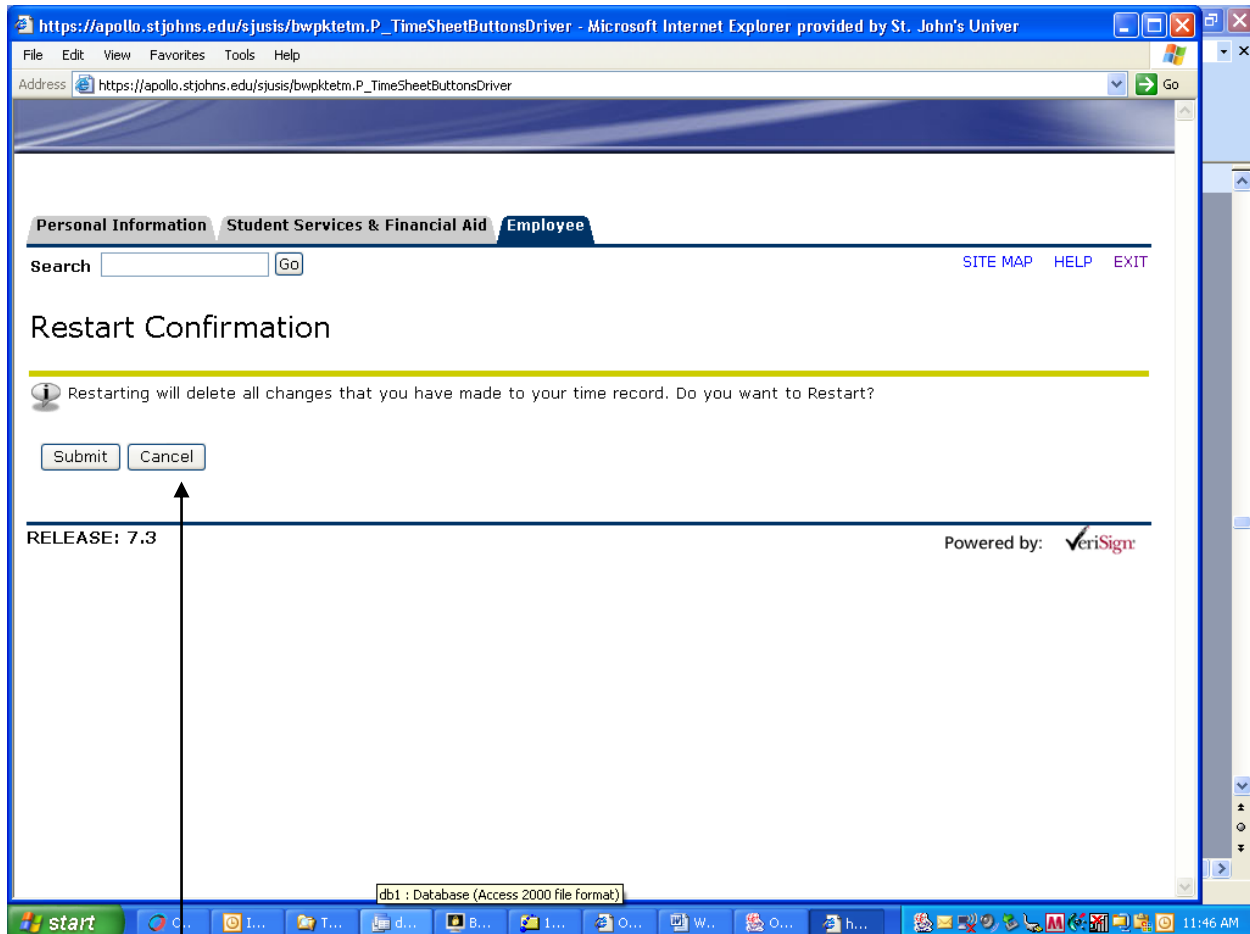 https://apollo.stjohns.edu/sjusis/bwpktetm.P_TimeSheetButtonsDriver - Microsoft Internet Explorer provided by St. John's Univer
File Edit View Favorites Tools Help
Address https://apollo.stjohns.edu/sjusis/bwpktetm.P_TimeSheetButtonsDriver Go
Personal Information Student Services & Financial Aid Employee
Search Go SITE MAP HELP EXIT
Restart Confirmation
Restarting will delete all changes that you have made to your time record. Do you want to Restart?
Submit Cancel
RELEASE: 7.3 Powered by: VeriSign
db1 : Database (Access 2000 file format)
start I... T... d... B... 1... O... W... O... h... 11:46 AM